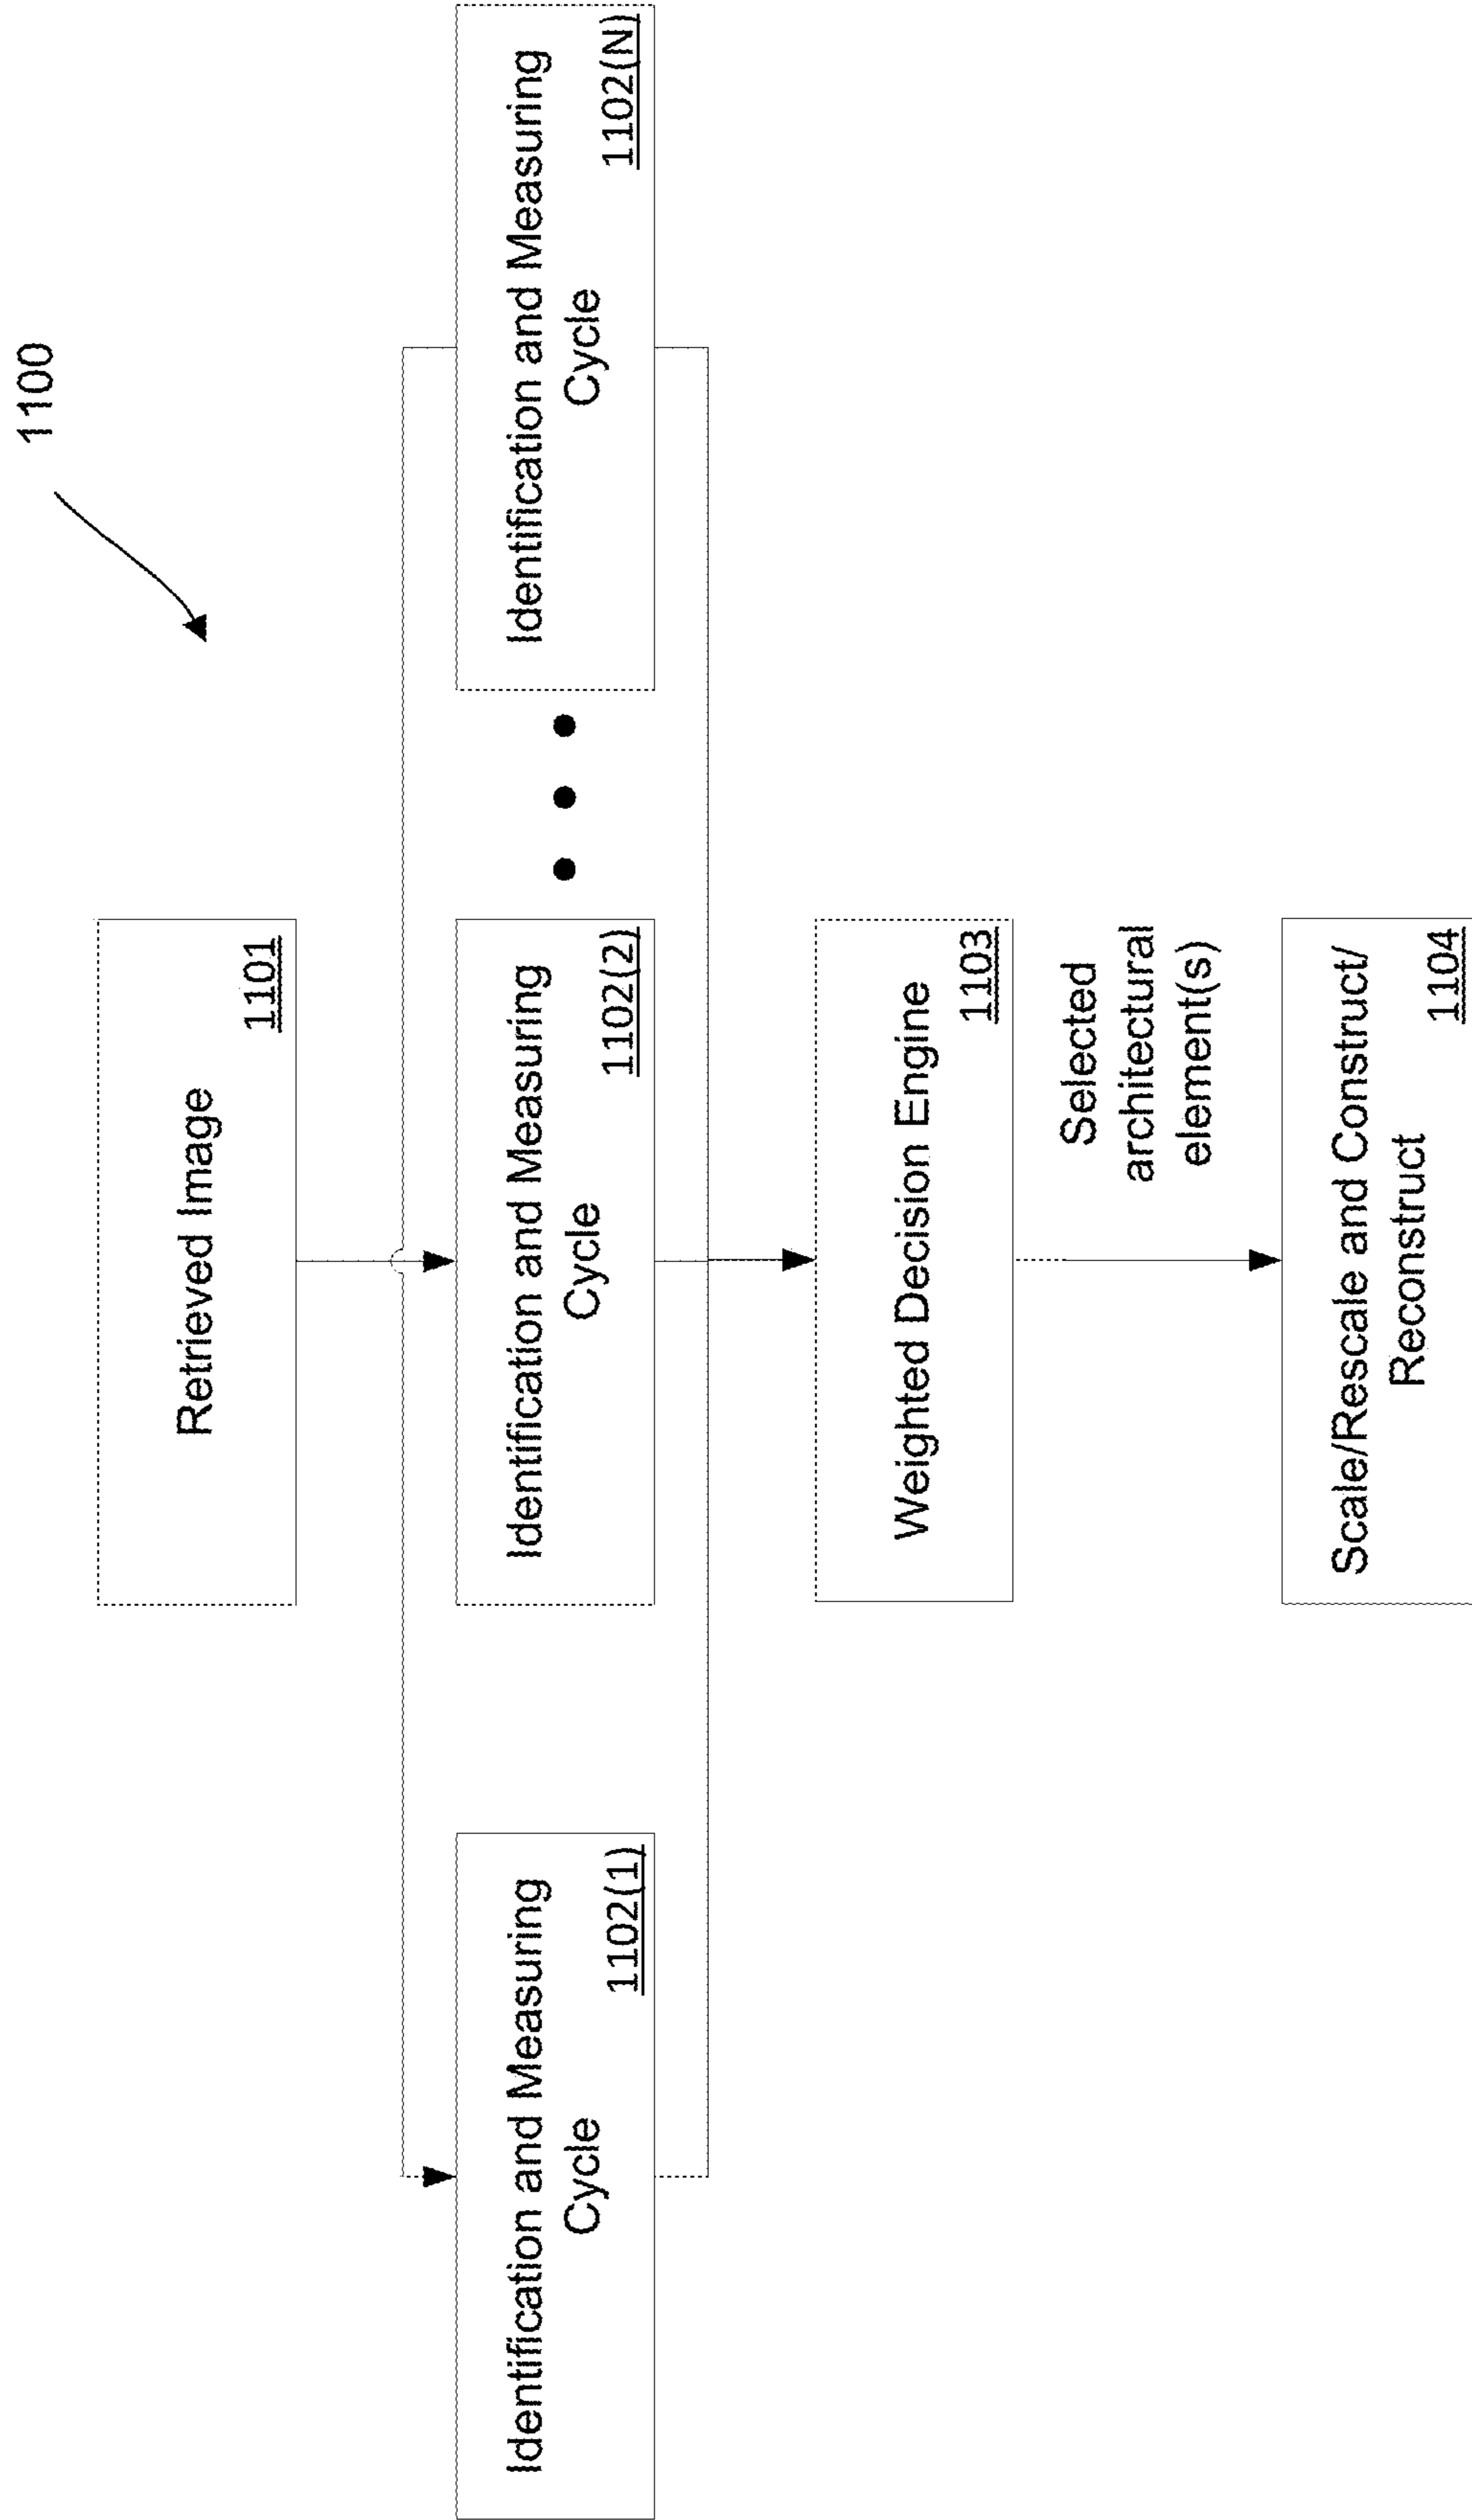 1100
Retrieved Image
1101
Identification and Measuring
Cycle
1102(1)
Identification and Measuring
Cycle
1102(2)
Identification and Measuring
Cycle
1102(N)
Weighted Decision Engine
1103
Selected
architectural
element(s)
Scale/Rescale and Construct/
Reconstruct
1104